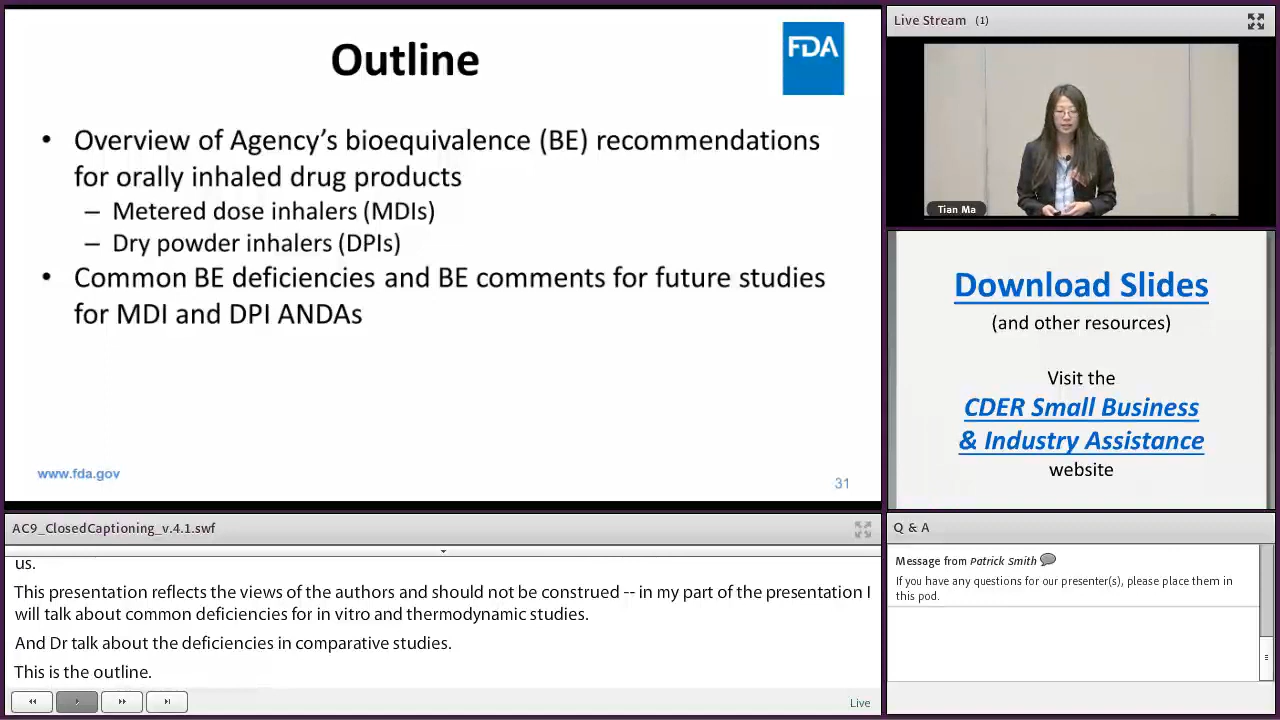 Outline
FDA
• Overview of Agency's bioequivalence (BE) recommendations
for orally inhaled drug products
– Metered dose inhalers (MDIs)
– Dry powder inhalers (DPIs)
• Common BE deficiencies and BE comments for future studies
for MDI and DPI ANDAs
www.fda.gov
31
Live Stream (1)
Tian Ma
Download Slides
(and other resources)
Visit the
CDER Small Business
& Industry Assistance
website
AC9_ClosedCaptioning_v.4.1.swf
us.
This presentation reflects the views of the authors and should not be construed -- in my part of the presentation I
will talk about common deficiencies for in vitro and thermodynamic studies.
And Dr talk about the deficiencies in comparative studies.
This is the outline.
Live
Q & A
Message from Patrick Smith
If you have any questions for our presenter(s), please place them in
this pod.